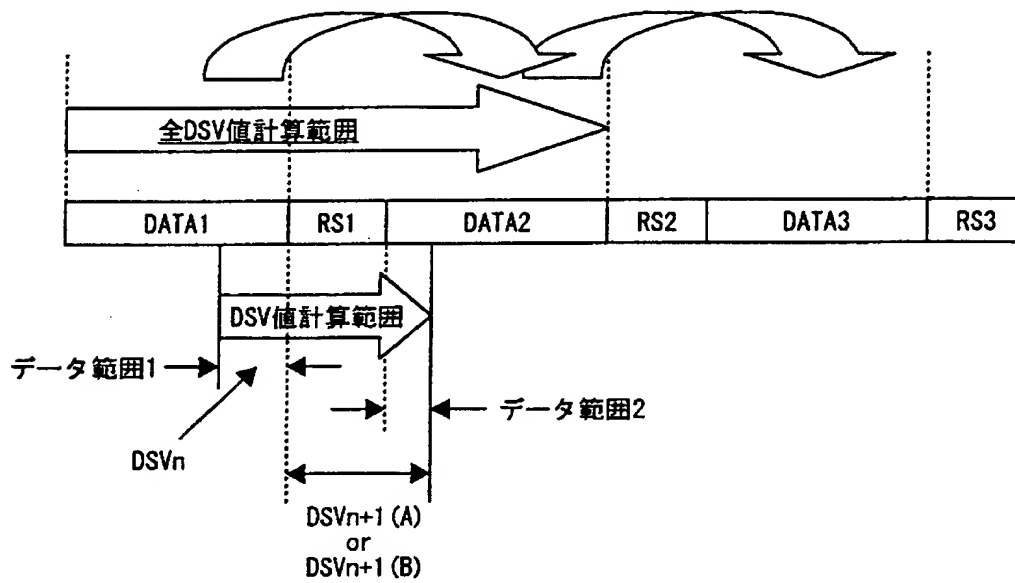 全DSV値計算範囲
DATA1 RS1 DATA2 RS2 DATA3 RS3
DSV値計算範囲
データ範囲1
データ範囲2
DSVn
DSVn+1(A)
or
DSVn+1(B)